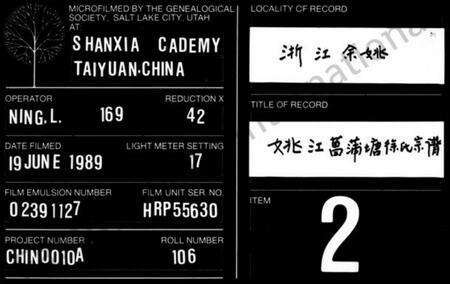 MICROFILMED BY THE GENEALOGICAL
SOCIETY, SALT LAKE CITY, UTAH
AT
SHANXIA CADEMY
TAIYUAN.CHINA
OPERATOR
REDUCTION X
NING, L. 169
42
DATE FILMED
LIGHT METER SETTING
19 JUNE 1989
17
FILM EMULSION NUMBER
FILM UNIT SER. NO.
02391127
HRP55630
PROJECT NUMBER
ROLL NUMBER
CHIN0010A
106
LOCALITY OF RECORD
浙江余姚
TITLE OF RECORD
姚江菖蒲塘徐氏宗谱
ITEM
2